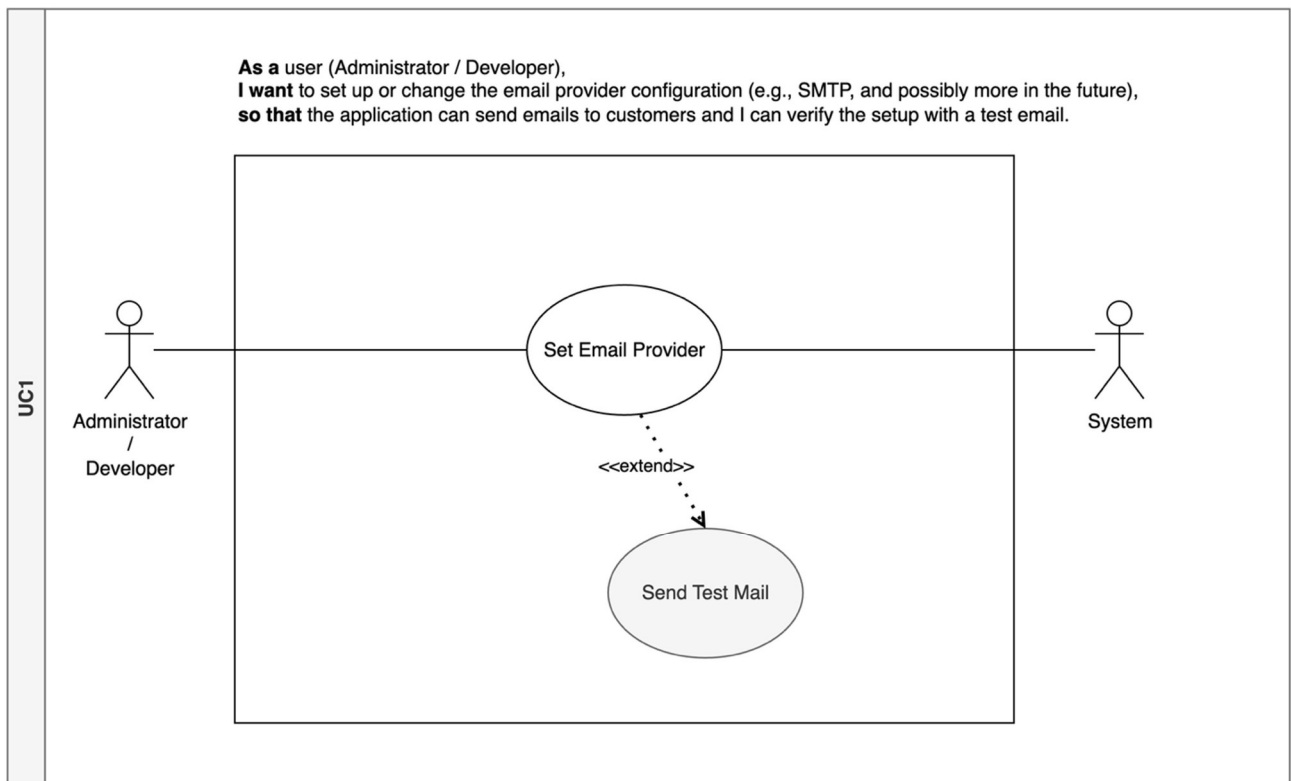 As a user (Administrator / Developer),
I want to set up or change the email provider configuration (e.g., SMTP, and possibly more in the future),
so that the application can send emails to customers and I can verify the setup with a test email.
UC1
Set Email Provider
Administrator
/
Developer
System
<<extend>>
Send Test Mail